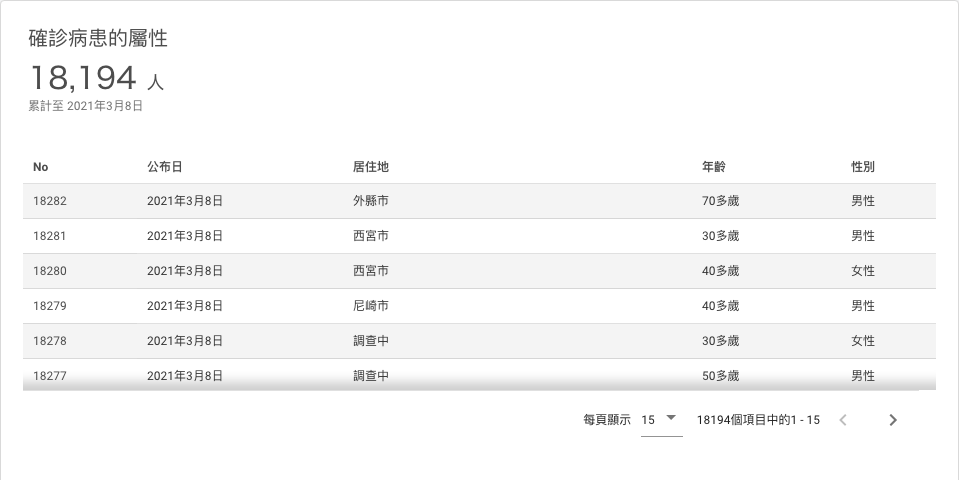 確診病患的屬性
18,194 人
累計至 2021年3月8日
No 公布日 居住地 年齡 性別
18282 2021年3月8日 外縣市 70多歲 男性
18281 2021年3月8日 西宮市 30多歲 男性
18280 2021年3月8日 西宮市 40多歲 女性
18279 2021年3月8日 尼崎市 40多歲 男性
18278 2021年3月8日 調查中 30多歲 女性
18277 2021年3月8日 調查中 50多歲 男性
每頁顯示 15 18194個項目中的1 - 15